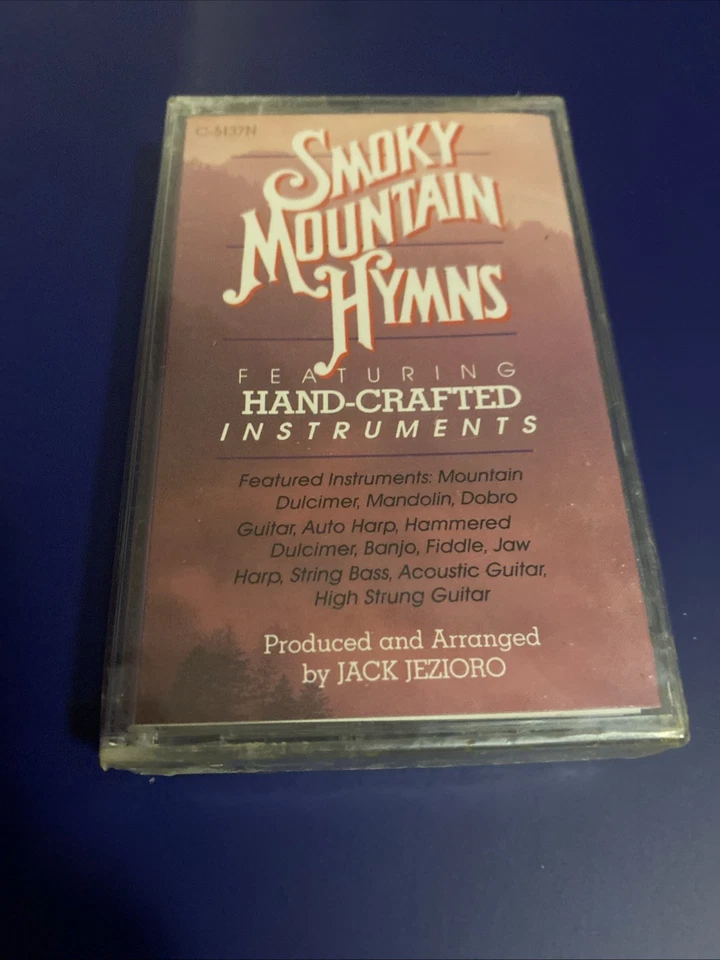 C-5137N
SMOKY
MOUNTAIN
HYMNS
FEATURING
HAND-CRAFTED
INSTRUMENTS
Featured Instruments: Mountain
Dulcimer, Mandolin, Dobro
Guitar, Auto Harp, Hammered
Dulcimer, Banjo, Fiddle, Jaw
Harp, String Bass, Acoustic Guitar,
High Strung Guitar
Produced and Arranged
by JACK JEZIORO